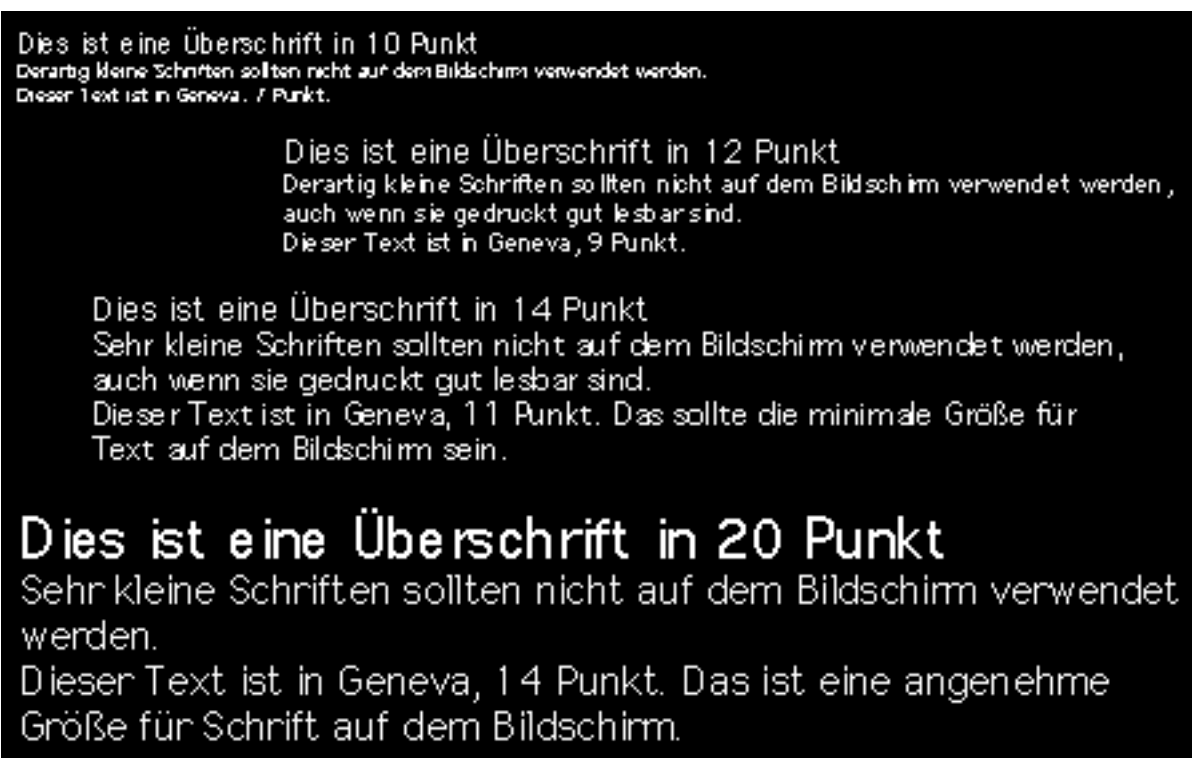 Dies ist eine Überschrift in 10 Punkt
Derartig kleine Schriften sollten nicht auf dem Bildschirm verwendet werden.
Dieser Text ist in Geneva. 7 Punkt.
Dies ist eine Überschrift in 12 Punkt
Derartig kleine Schriften sollten nicht auf dem Bildschirm verwendet werden,
auch wenn sie gedruckt gut lesbar sind.
Dieser Text ist in Geneva, 9 Punkt.
Dies ist eine Überschrift in 14 Punkt
Sehr kleine Schriften sollten nicht auf dem Bildschirm verwendet werden,
auch wenn sie gedruckt gut lesbar sind.
Dieser Text ist in Geneva, 11 Punkt. Das sollte die minimale Größe für
Text auf dem Bildschirm sein.
Dies ist eine Überschrift in 20 Punkt
Sehr kleine Schriften sollten nicht auf dem Bildschirm verwendet
werden.
Dieser Text ist in Geneva, 14 Punkt. Das ist eine angenehme
Größe für Schrift auf dem Bildschirm.